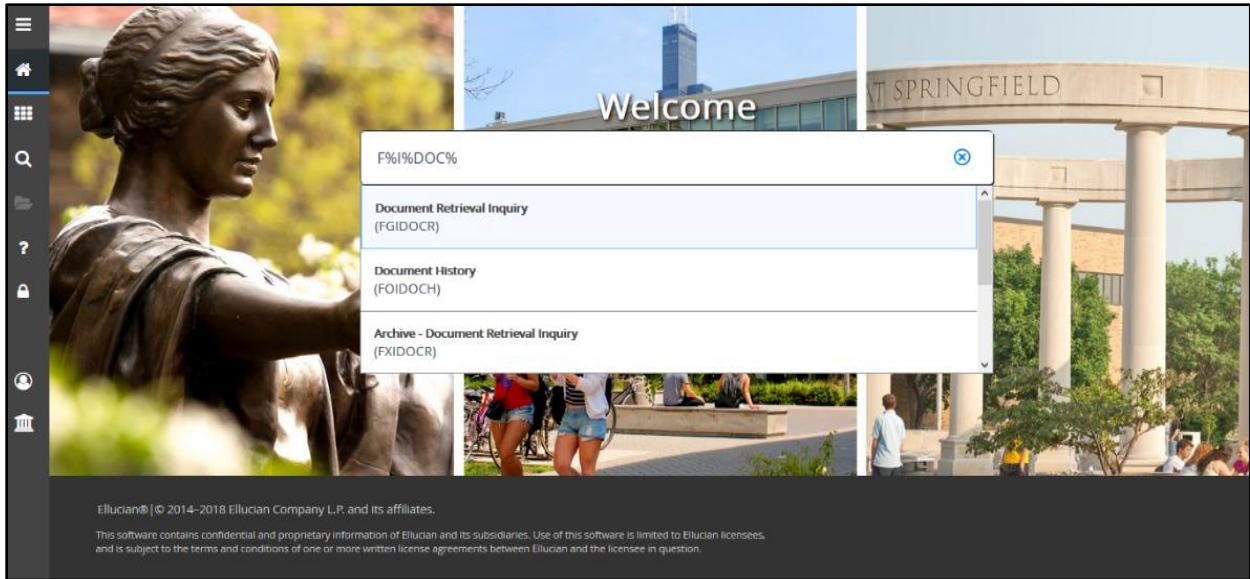 Welcome
AT SPRINGFIELD
F%I%DOC%
Document Retrieval Inquiry
(FGIDOCR)
Document History
(FOIDOCH)
Archive - Document Retrieval Inquiry
(FXIDOCR)
Ellucian®|© 2014–2018 Ellucian Company L.P. and its affiliates.
This software contains confidential and proprietary information of Ellucian and its subsidiaries. Use of this software is limited to Ellucian licensees,
and is subject to the terms and conditions of one or more written license agreements between Ellucian and the licensee in question.